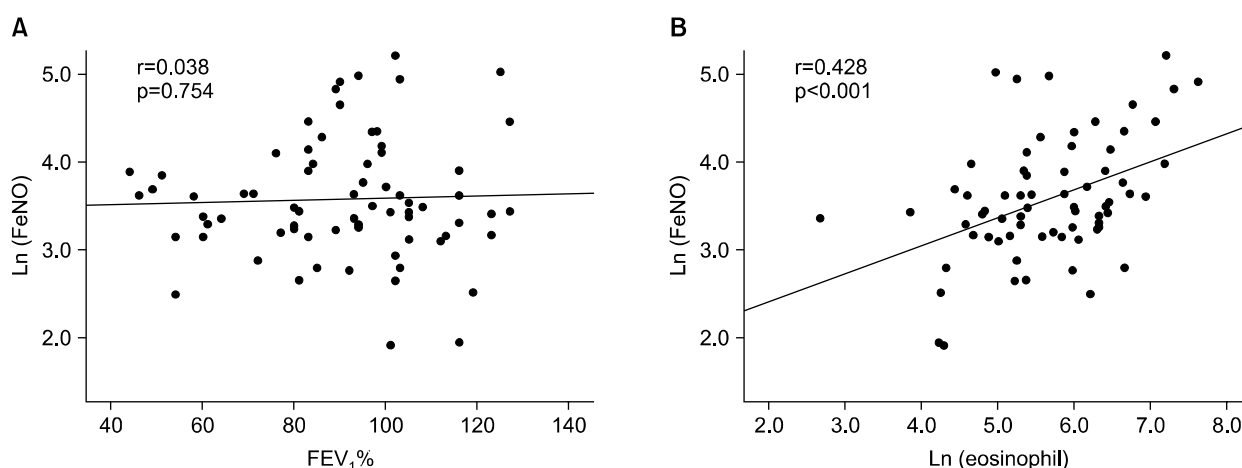 A
r=0.038
p=0.754
Ln (FeNO)
5.0
4.0
3.0
2.0
40 60 80 100 120 140
FEV₁%
B
r=0.428
p<0.001
Ln (FeNO)
5.0
4.0
3.0
2.0
2.0 3.0 4.0 5.0 6.0 7.0 8.0
Ln (eosinophil)